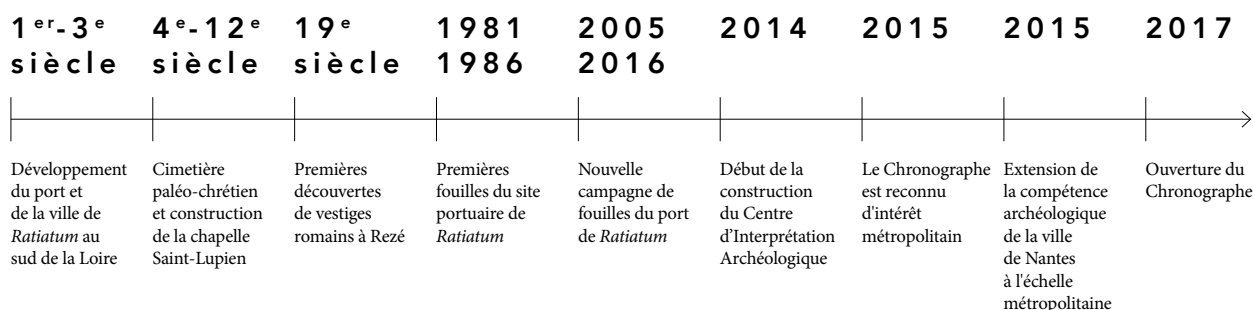 1er-3e
siècle
Développement
du port et
de la ville de
Ratiatum au
sud de la Loire
4e-12e
siècle
Cimetière
paléo-chrétien
et construction
de la chapelle
Saint-Lupien
19e
siècle
Premières
découvertes
de vestiges
romains à Rezé
1981
1986
Premières
fouilles du site
portuaire de
Ratiatum
2005
2016
Nouvelle
campagne de
fouilles du port
de Ratiatum
2014
Début de la
construction
du Centre
d’Interprétation
Archéologique
2015
Le Chronographe
est reconnu
d'intérêt
métropolitain
2015
Extension de
la compétence
archéologique
de la ville
de Nantes
à l'échelle
métropolitaine
2017
Ouverture du
Chronographe